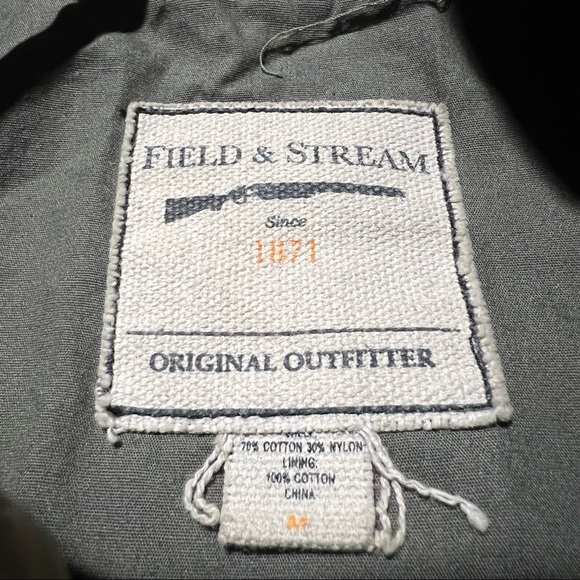 FIELD & STREAM
Since
1871
ORIGINAL OUTFITTER
70% COTTON 30% NYLON
LINING:
100% COTTON
CHINA